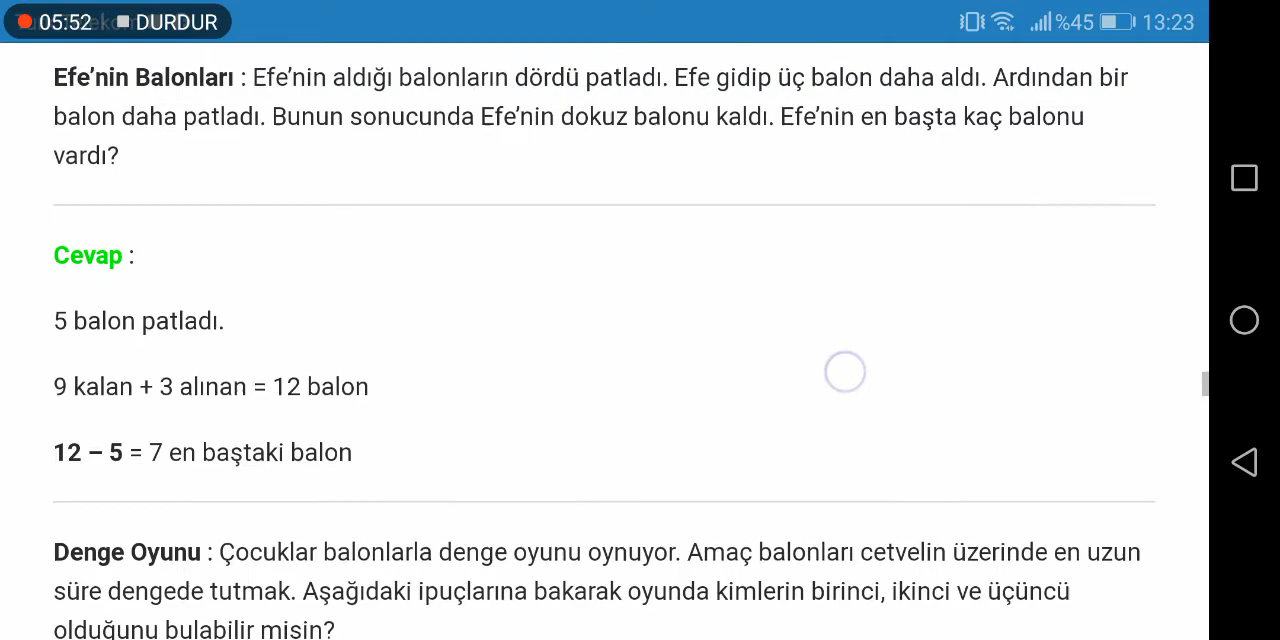 05:52 DURDUR %45 13:23
Efe’nin Balonları : Efe’nin aldığı balonların dördü patladı. Efe gidip üç balon daha aldı. Ardından bir
balon daha patladı. Bunun sonucunda Efe’nin dokuz balonu kaldı. Efe’nin en başta kaç balonu
vardı?
Cevap :
5 balon patladı.
9 kalan + 3 alınan = 12 balon
12 – 5 = 7 en baştaki balon
Denge Oyunu : Çocuklar balonlarla denge oyunu oynuyor. Amaç balonları cetvelin üzerinde en uzun
süre dengede tutmak. Aşağıdaki ipuçlarına bakarak oyunda kimlerin birinci, ikinci ve üçüncü
olduğunu bulabilir misin?